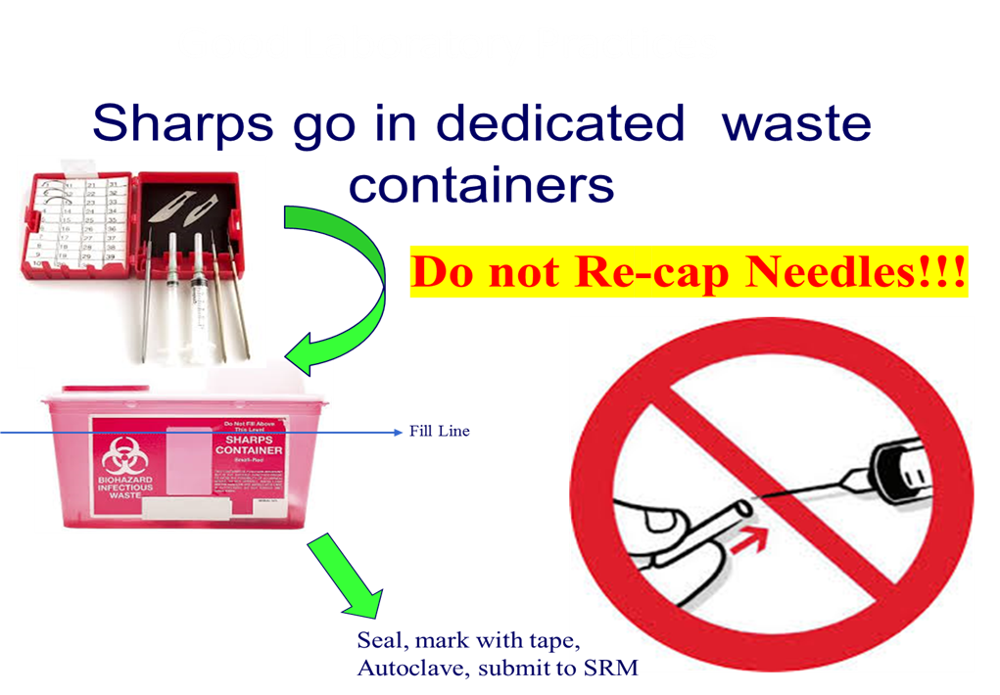 Sharps go in dedicated waste
containers
Do not Re-cap Needles!!!
Do Not Fill Above
This Level
SHARPS
CONTAINER
Fill Line
BIOHAZARD
INFECTIOUS
WASTE
Seal, mark with tape,
Autoclave, submit to SRM